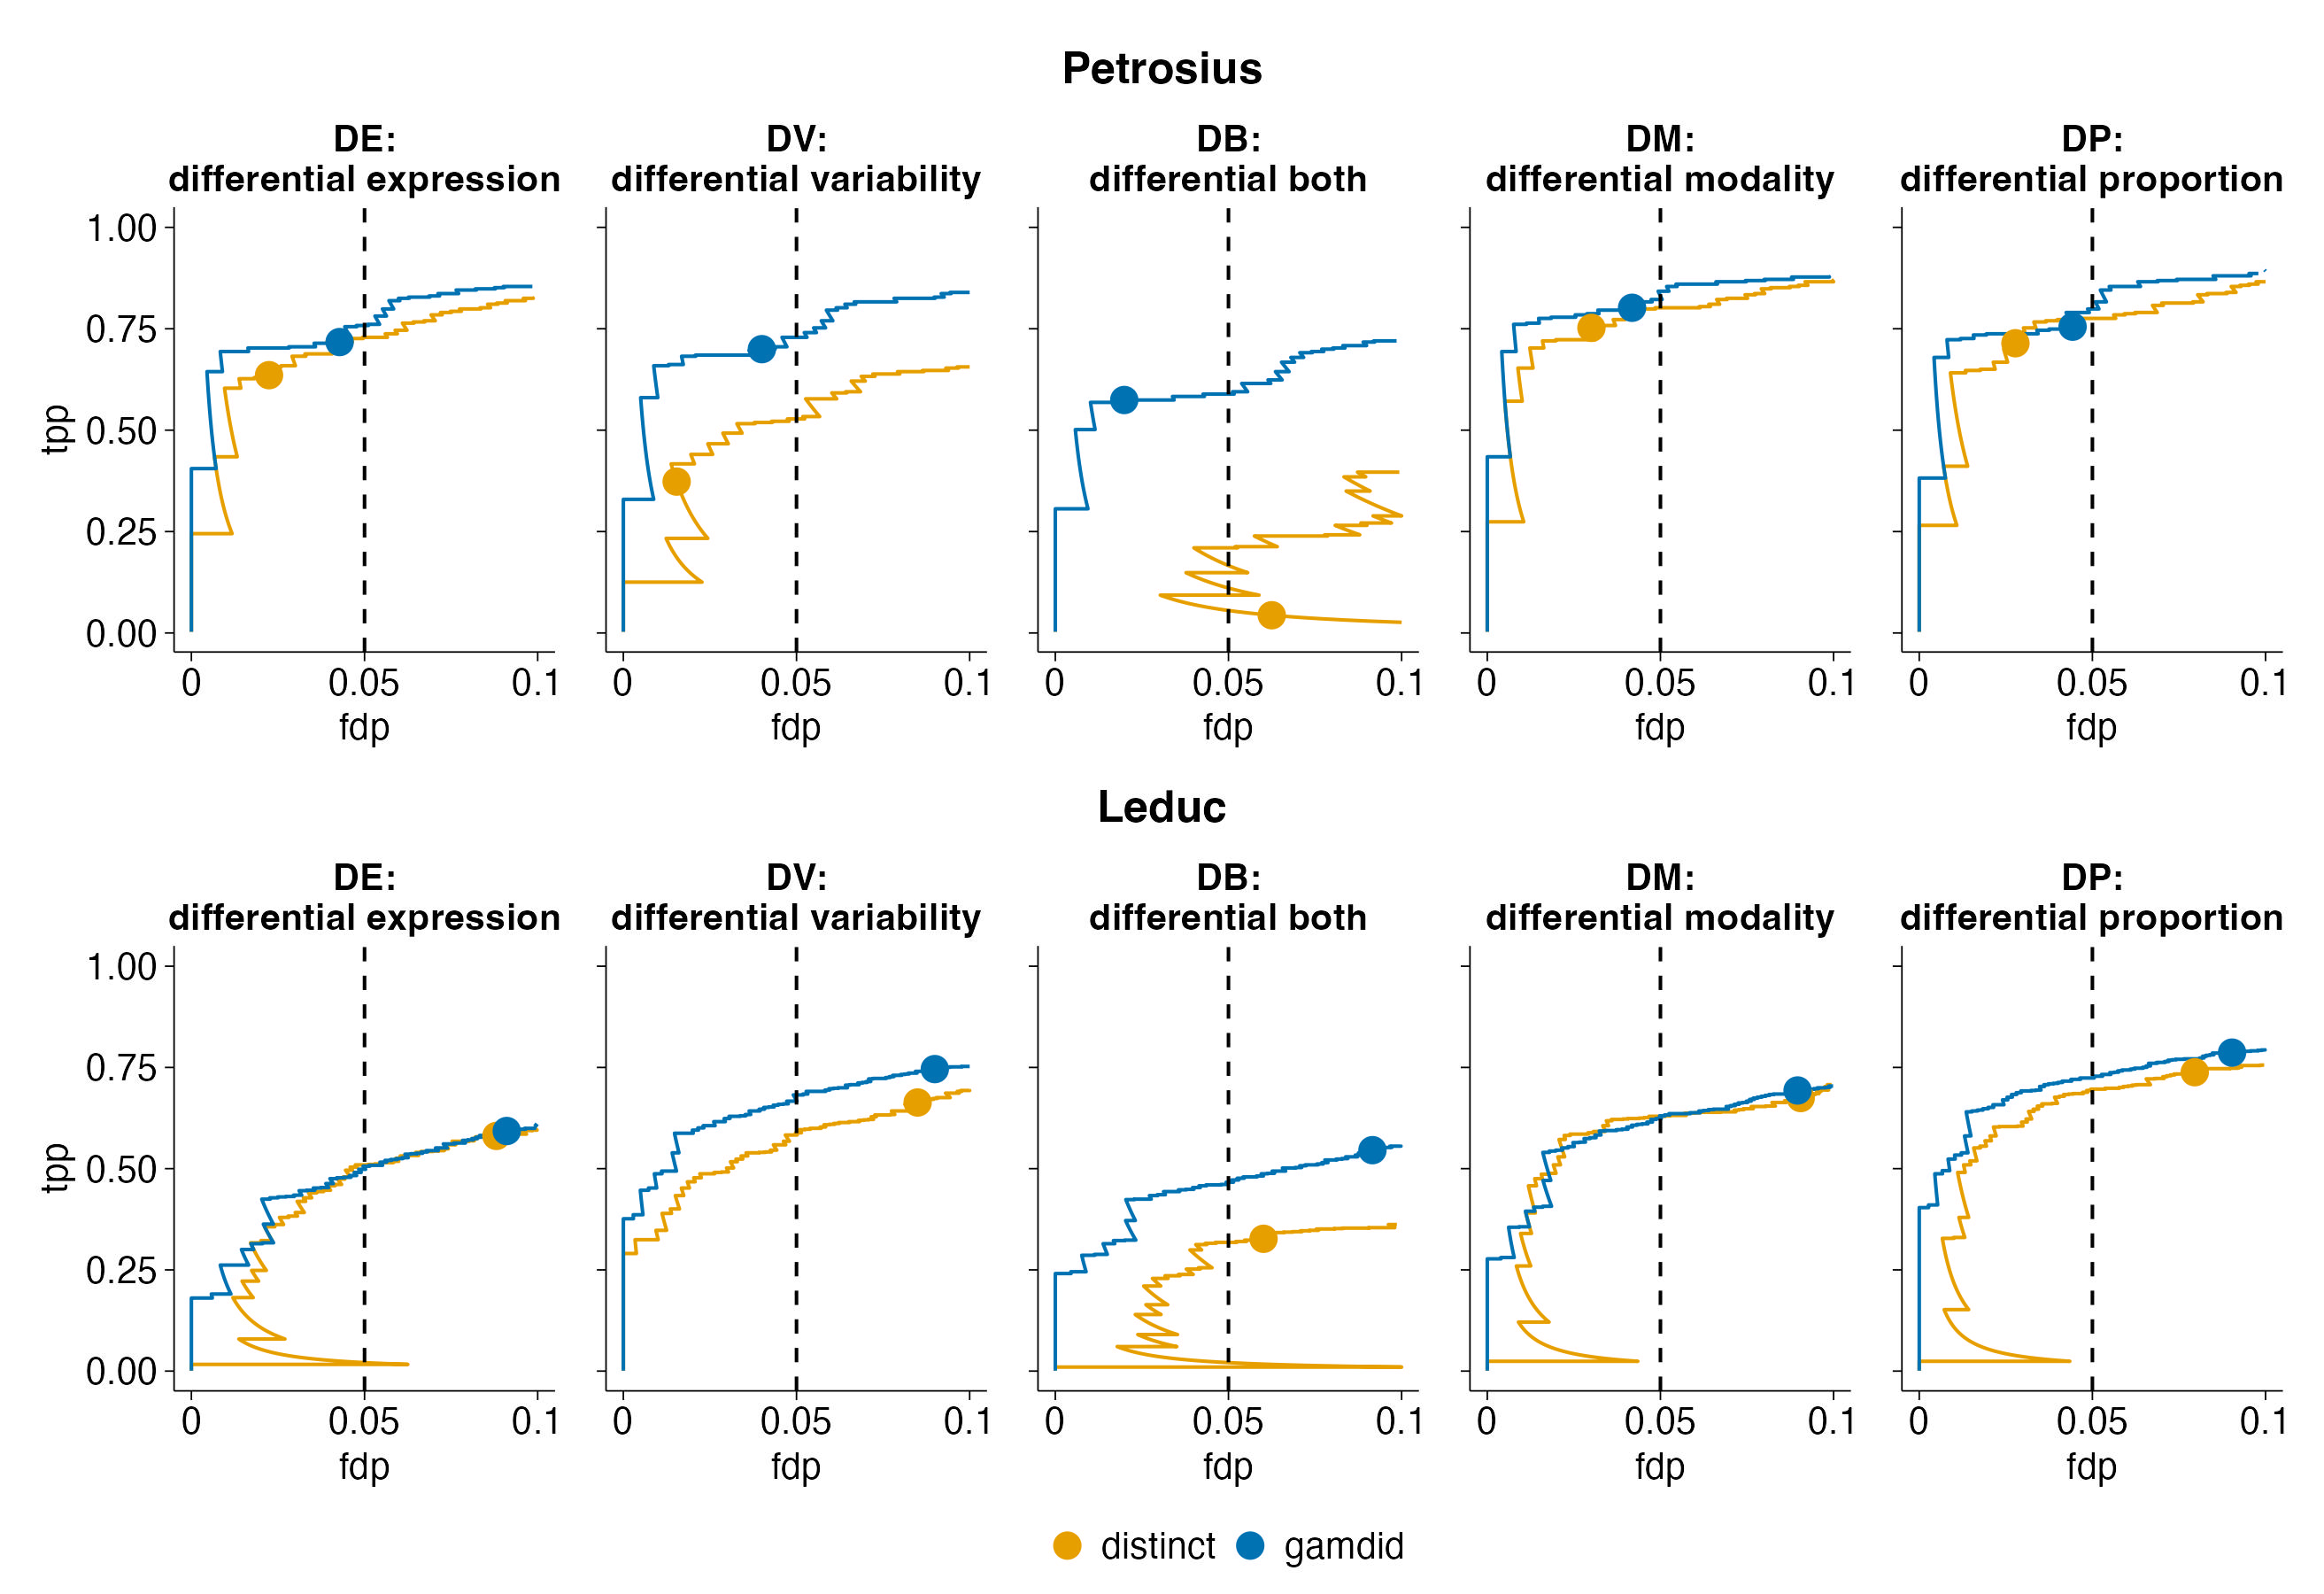 Petrosius
DE: DV: DB: DM: DP:
differential expression differential variability differential both differential modality differential proportion
1.00
0.75
0.50
0.25
0.00
tpp
0 0.05 0.1 0 0.05 0.1 0 0.05 0.1 0 0.05 0.1 0 0.05 0.1
fdp fdp fdp fdp fdp
Leduc
DE: DV: DB: DM: DP:
differential expression differential variability differential both differential modality differential proportion
1.00
0.75
0.50
0.25
0.00
tpp
0 0.05 0.1 0 0.05 0.1 0 0.05 0.1 0 0.05 0.1 0 0.05 0.1
fdp fdp fdp fdp fdp
distinct gamdid